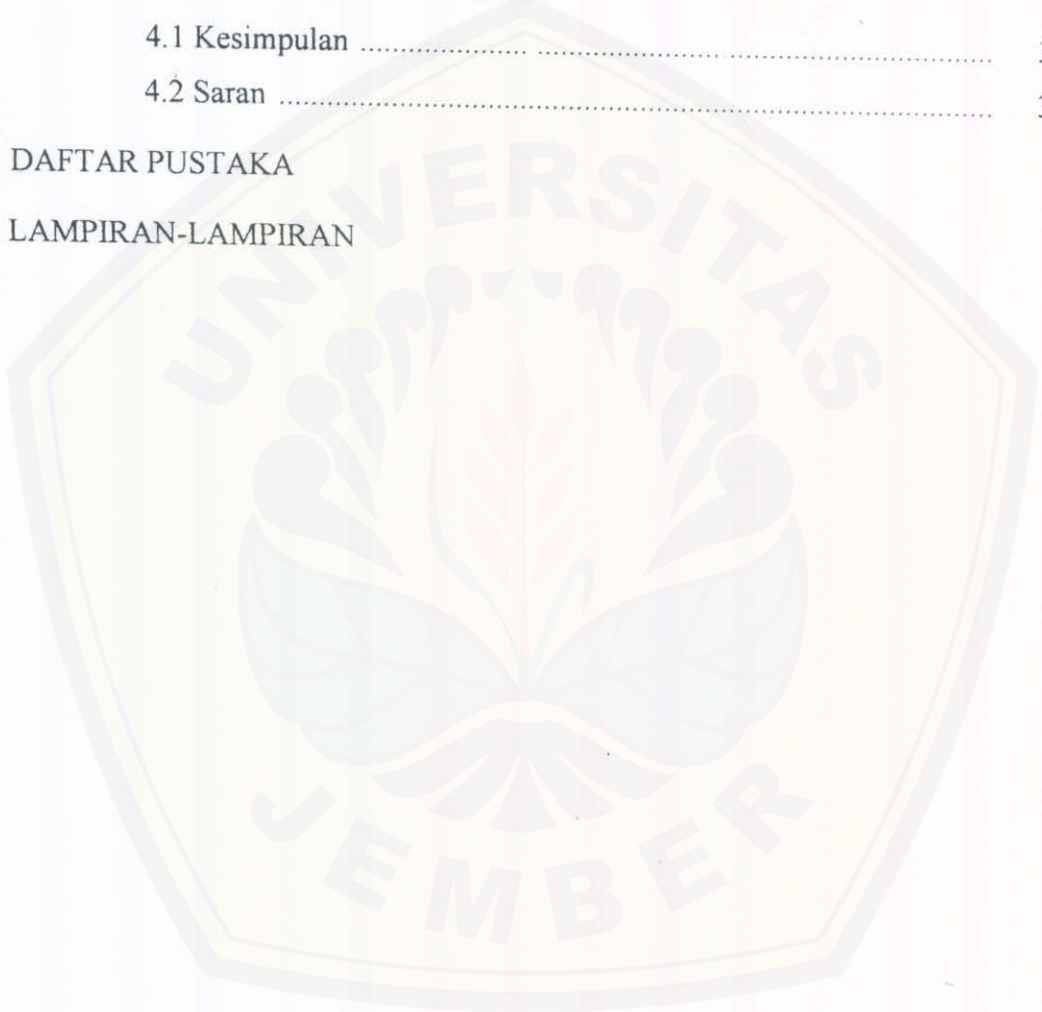 4.1 Kesimpulan ........................................................................
4.2 Saran ........................................................................
DAFTAR PUSTAKA
LAMPIRAN-LAMPIRAN
UNIVERSITAS
JEMBER